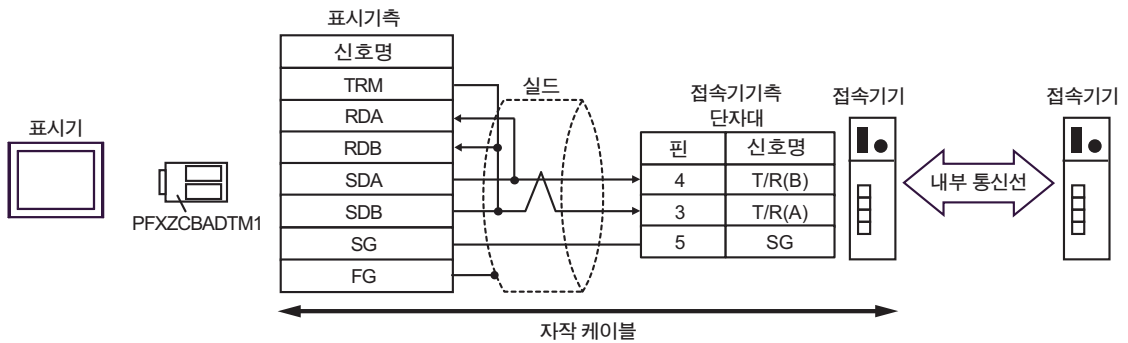 표시기
PFXZCBADTM1
표시기측
신호명
TRM
RDA
RDB
SDA
SDB
SG
FG
실드
접속기기측
단자대
핀 신호명
4 T/R(B)
3 T/R(A)
5 SG
접속기기
내부 통신선
접속기기
자작 케이블